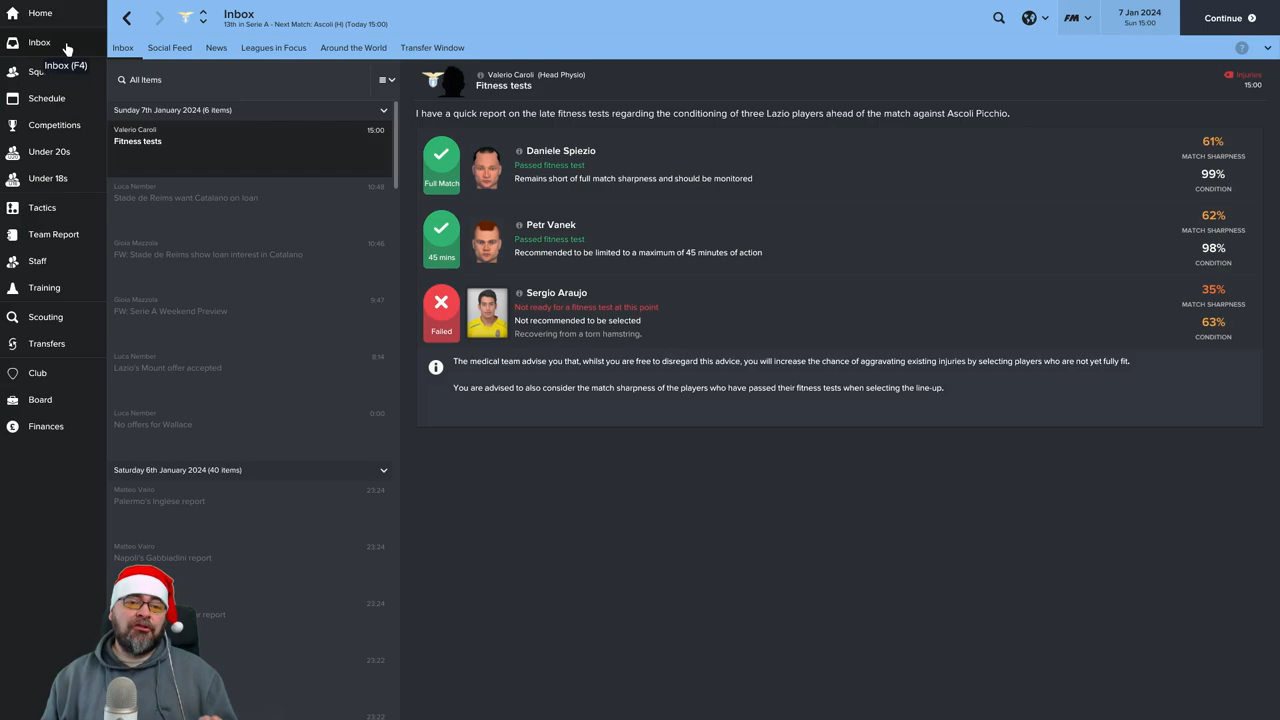 Home
Inbox
Inbox (F4)
Squ
Schedule
Competitions
Under 20s
Under 18s
Tactics
Team Report
Staff
Training
Scouting
Transfers
Club
Board
Finances
Inbox
13th in Serie A - Next Match: Ascoli (H) (Today 15:00)
FM
7 Jan 2024
Sun 15:00
Continue
Inbox Social Feed News Leagues in Focus Around the World Transfer Window
All Items
Sunday 7th January 2024 (6 items)
Valerio Caroli 15:00
Fitness tests
Luca Nember 10:48
Stade de Reims want Catalano on loan
Gioia Mazzola 10:46
FW: Stade de Reims show loan interest in Catalano
Gioia Mazzola 9:47
FW: Serie A Weekend Preview
Luca Nember 8:14
Lazio's Mount offer accepted
Luca Nember 0:00
No offers for Wallace
Saturday 6th January 2024 (40 items)
Matteo Vairo 23:24
Palermo's Inglese report
Matteo Vairo 23:24
Napoli's Gabbiadini report
23:24
report
23:22
23:22
Valerio Caroli (Head Physio)
Fitness tests
Injuries
15:00
I have a quick report on the late fitness tests regarding the conditioning of three Lazio players ahead of the match against Ascoli Picchio.
Full Match
Daniele Spiezio
Passed fitness test
Remains short of full match sharpness and should be monitored
61%
MATCH SHARPNESS
99%
CONDITION
45 mins
Petr Vanek
Passed fitness test
Recommended to be limited to a maximum of 45 minutes of action
62%
MATCH SHARPNESS
98%
CONDITION
Failed
Sergio Araujo
Not ready for a fitness test at this point
Not recommended to be selected
Recovering from a torn hamstring.
35%
MATCH SHARPNESS
63%
CONDITION
The medical team advise you that, whilst you are free to disregard this advice, you will increase the chance of aggravating existing injuries by selecting players who are not yet fully fit.
You are advised to also consider the match sharpness of the players who have passed their fitness tests when selecting the line-up.